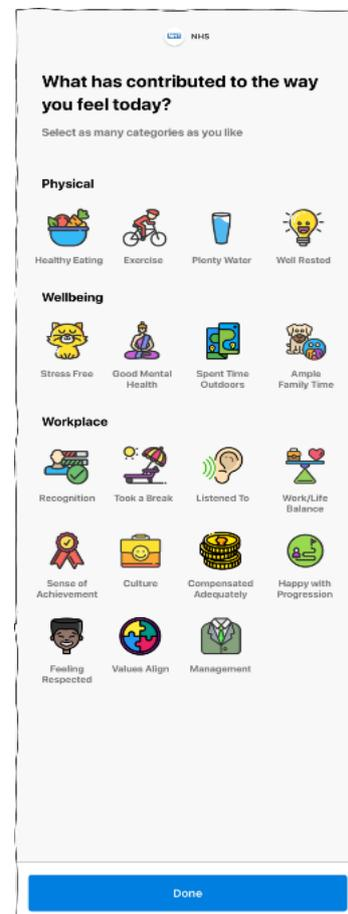 NHS NHS
What has contributed to the way
you feel today?
Select as many categories as you like
Physical
Healthy Eating Exercise Plenty Water Well Rested
Wellbeing
Stress Free Good Mental Health Spent Time Outdoors Ample Family Time
Workplace
Recognition Took a Break Listened To Work/Life Balance
Sense of Achievement Culture Compensated Adequately Happy with Progression
Feeling Respected Values Align Management
Done